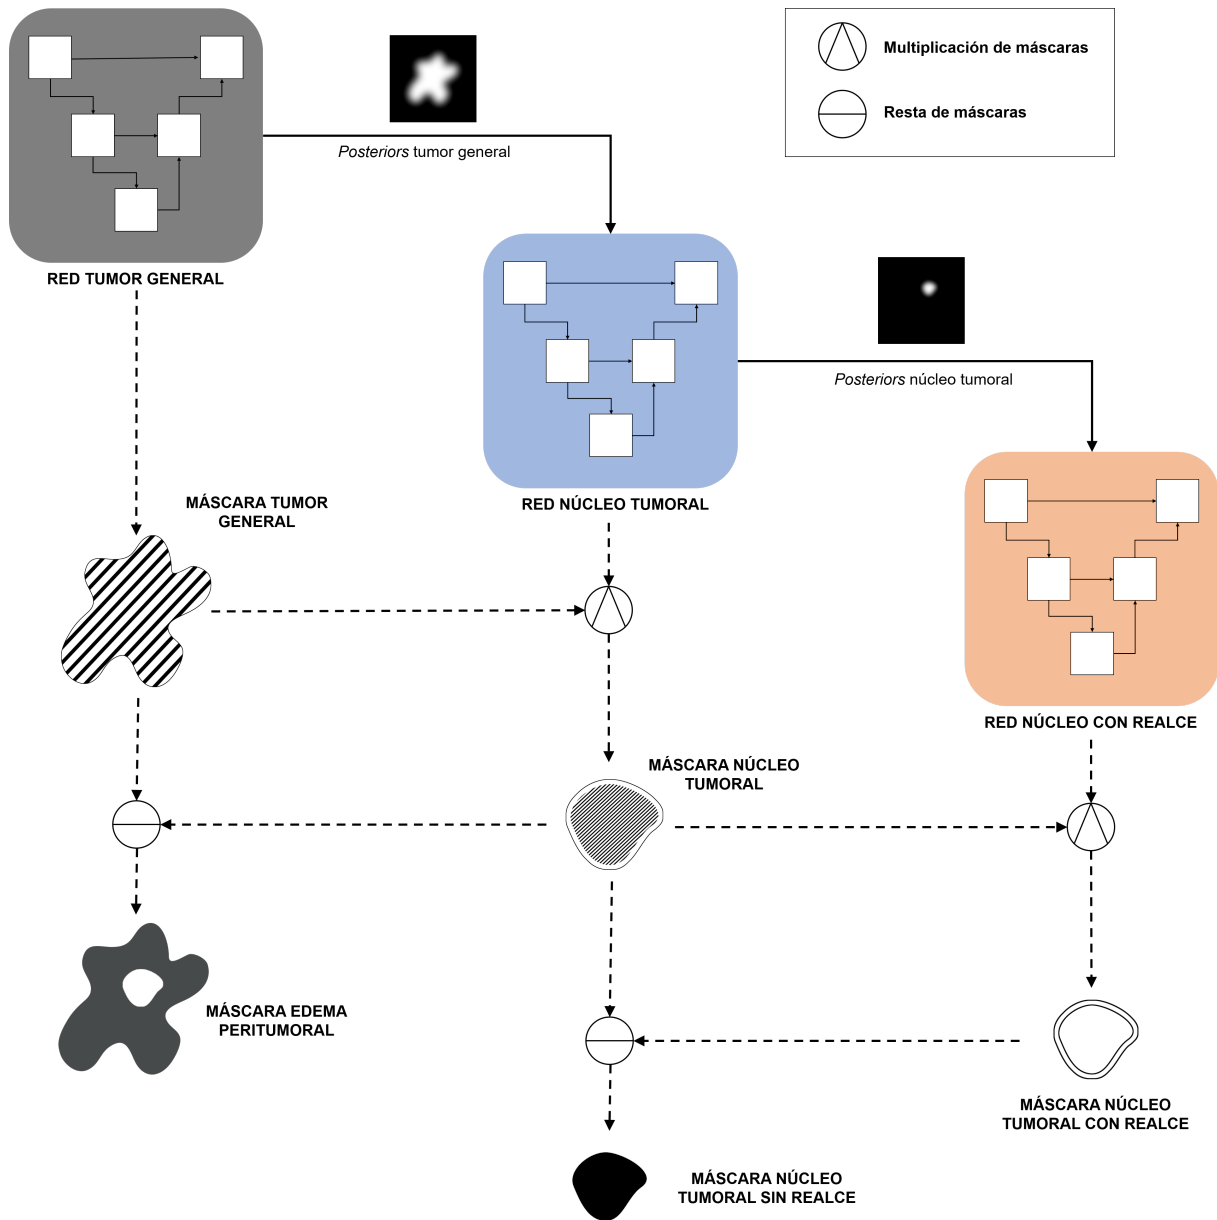 Multiplicación de máscaras
Resta de máscaras
Posteriors tumor general
RED TUMOR GENERAL
Posteriors núcleo tumoral
RED NÚCLEO TUMORAL
MÁSCARA TUMOR
GENERAL
RED NÚCLEO CON REALCE
MÁSCARA NÚCLEO
TUMORAL
MÁSCARA EDEMA
PERITUMORAL
MÁSCARA NÚCLEO
TUMORAL CON REALCE
MÁSCARA NÚCLEO
TUMORAL SIN REALCE